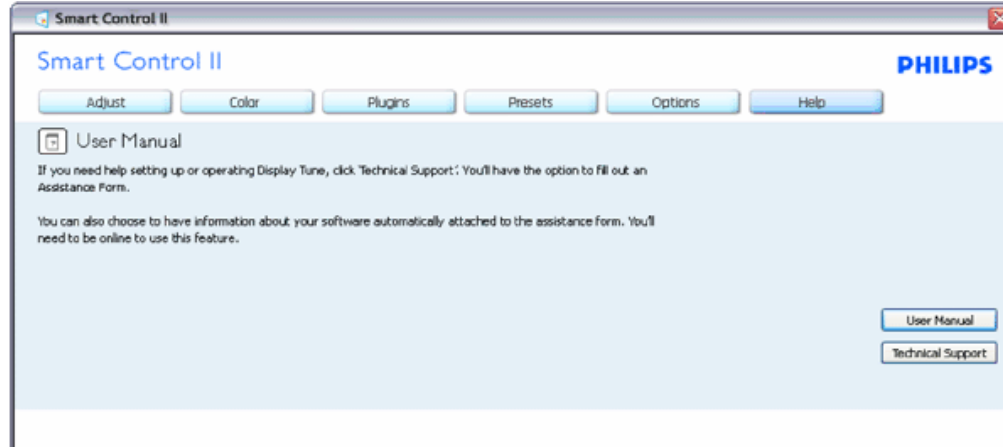 Smart Control II
Smart Control II
PHILIPS
Adjust Color Plugins Presets Options Help
User Manual
If you need help setting up or operating Display Tune, click 'Technical Support'. You'll have the option to fill out an
Assistance Form.
You can also choose to have information about your software automatically attached to the assistance form. You'll
need to be online to use this feature.
User Manual
Technical Support